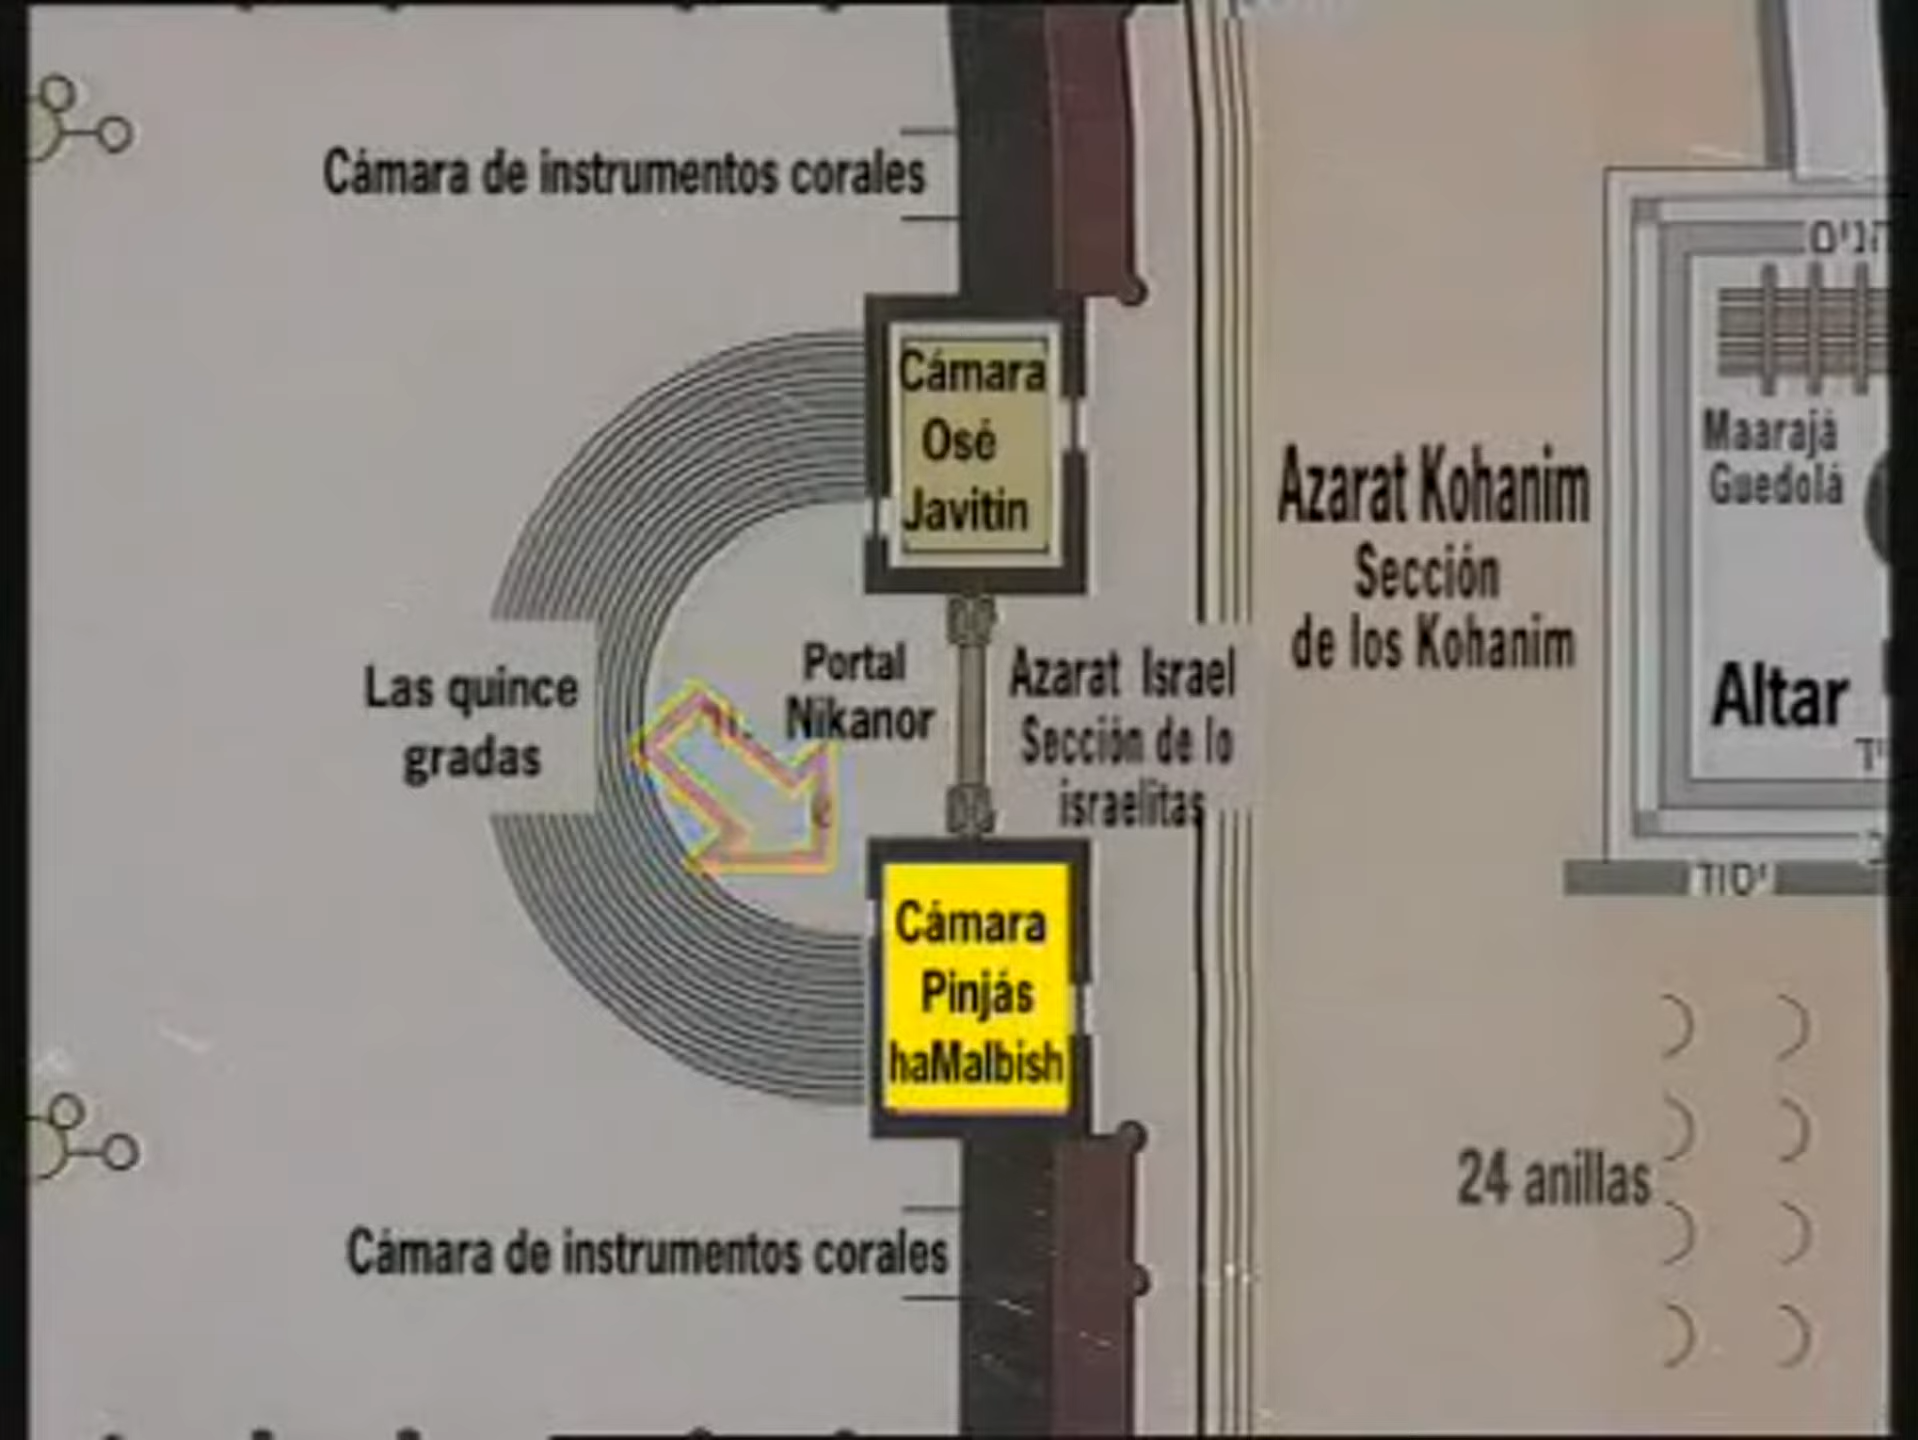 Cámara de instrumentos corales
Cámara
Osé
Javitin
Maarajá
Guedolá
Azarat Kohanim
Sección
de los Kohanim
Las quince
gradas
Portal
Nikanor
Azarat Israel
Sección de lo
israelitas
Altar
יסוד
Cámara
Pinjás
haMalbish
24 anillas
Cámara de instrumentos corales